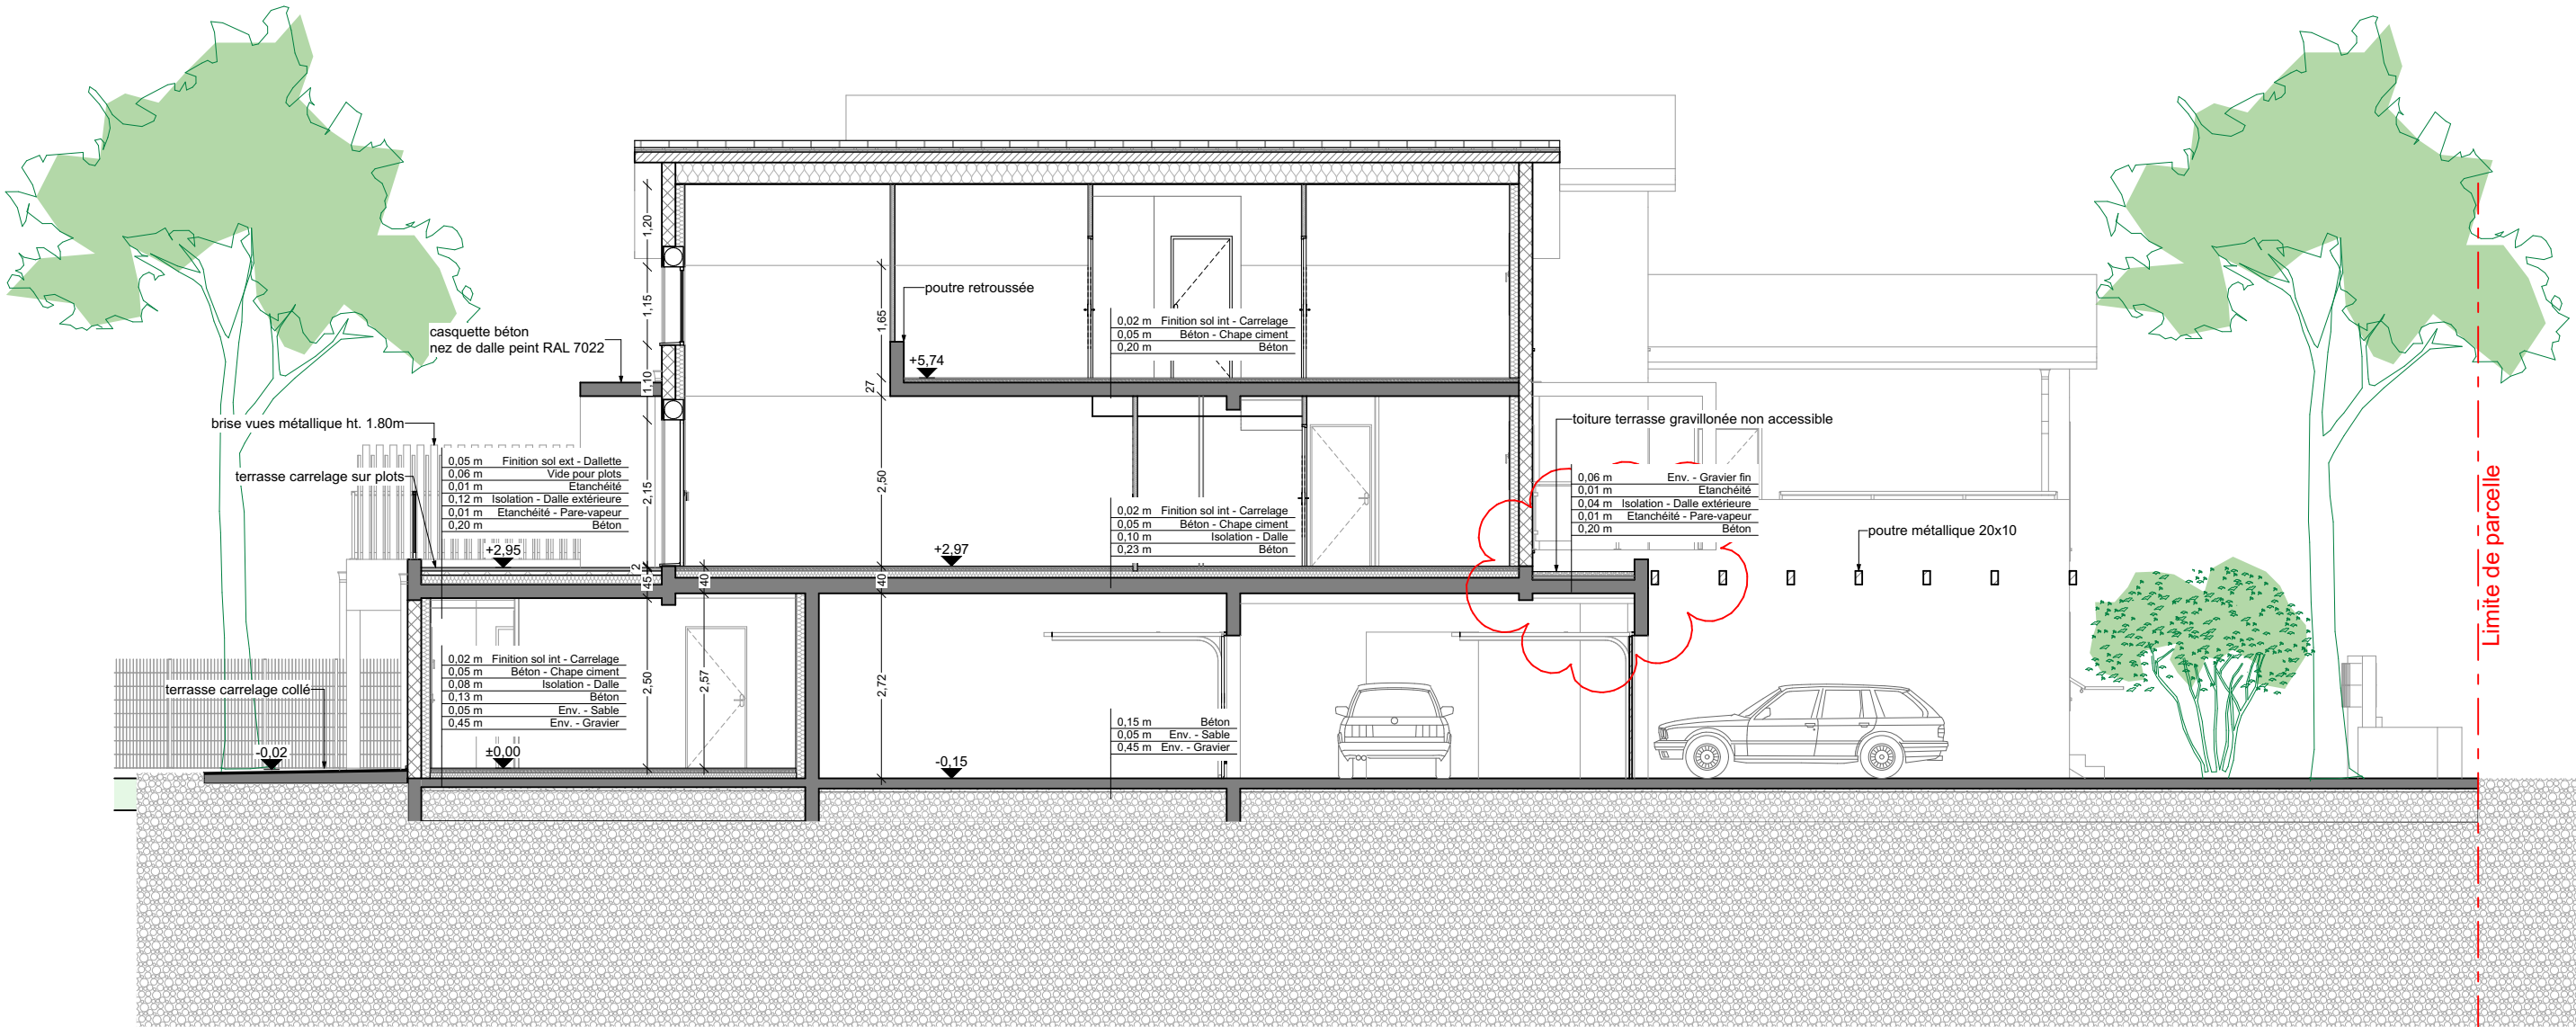 1,20
1,15
1,10
2,15
2
45
40
2,50
2,57
1,65
27
2,50
40
2,72
poutre retroussée
casquette béton
nez de dalle peint RAL 7022
brise vues métallique ht. 1.80m
terrasse carrelage sur plots
terrasse carrelage collé
toiture terrasse gravillonée non accessible
poutre métallique 20x10
Limite de parcelle
+5,74
+2,95
+2,97
±0,00
-0,02
-0,15
0,02 m Finition sol int - Carrelage
0,05 m Béton - Chape ciment
0,20 m Béton
0,05 m Finition sol ext - Dallette
0,06 m Vide pour plots
0,01 m Etanchéité
0,12 m Isolation - Dalle extérieure
0,01 m Etanchéité - Pare-vapeur
0,20 m Béton
0,02 m Finition sol int - Carrelage
0,05 m Béton - Chape ciment
0,10 m Isolation - Dalle
0,23 m Béton
0,06 m Env. - Gravier fin
0,01 m Etanchéité
0,04 m Isolation - Dalle extérieure
0,01 m Etanchéité - Pare-vapeur
0,20 m Béton
0,02 m Finition sol int - Carrelage
0,05 m Béton - Chape ciment
0,08 m Isolation - Dalle
0,13 m Béton
0,05 m Env. - Sable
0,45 m Env. - Gravier
0,15 m Béton
0,05 m Env. - Sable
0,45 m Env. - Gravier